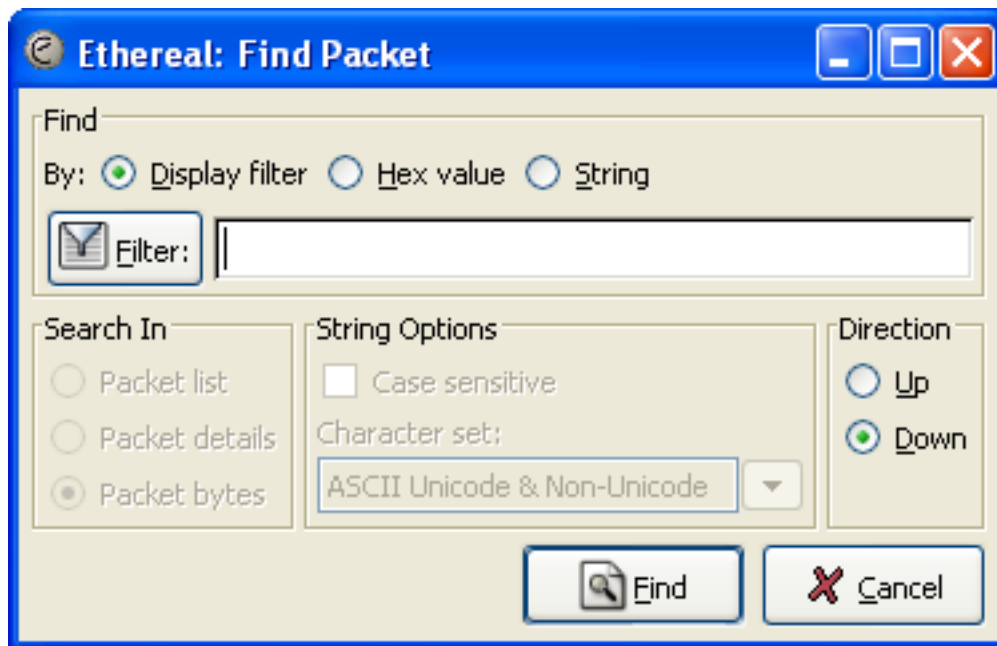 Ethereal: Find Packet
Find
By: Display filter Hex value String
Filter:
Search In
Packet list
Packet details
Packet bytes
String Options
Case sensitive
Character set:
ASCII Unicode & Non-Unicode
Direction
Up
Down
Find Cancel